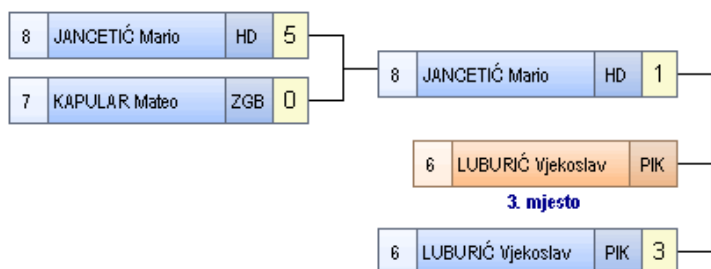 8 JANCETIĆ Mario HD 5
7 KAPULAR Mateo ZGB 0
8 JANCETIĆ Mario HD 1
6 LUBURIĆ Vjekoslav PIK
3. mjesto
6 LUBURIĆ Vjekoslav PIK 3